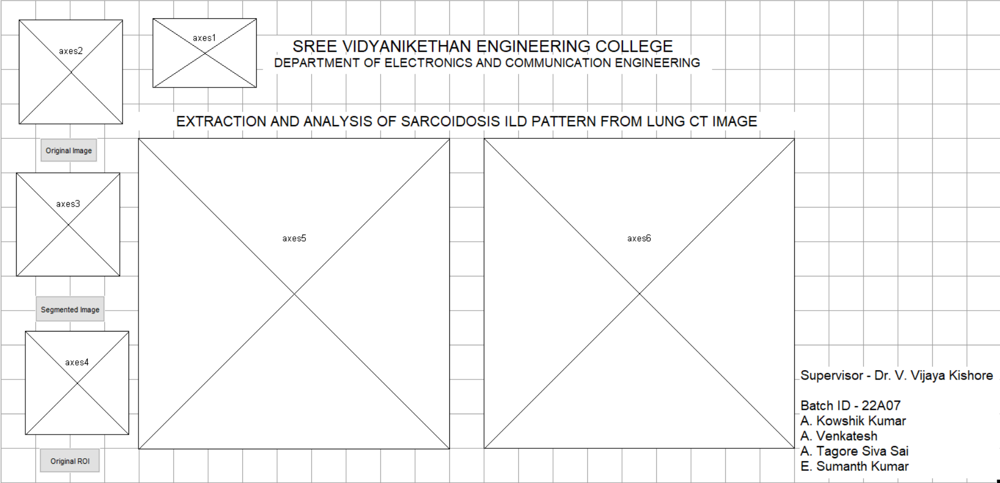 axes2
axes1
SREE VIDYANIKETHAN ENGINEERING COLLEGE
DEPARTMENT OF ELECTRONICS AND COMMUNICATION ENGINEERING
EXTRACTION AND ANALYSIS OF SARCOIDOSIS ILD PATTERN FROM LUNG CT IMAGE
Original Image
axes3
axes5
axes6
Segmented Image
axes4
Original ROI
Supervisor - Dr. V. Vijaya Kishore
Batch ID - 22A07
A. Kowshik Kumar
A. Venkatesh
A. Tagore Siva Sai
E. Sumanth Kumar